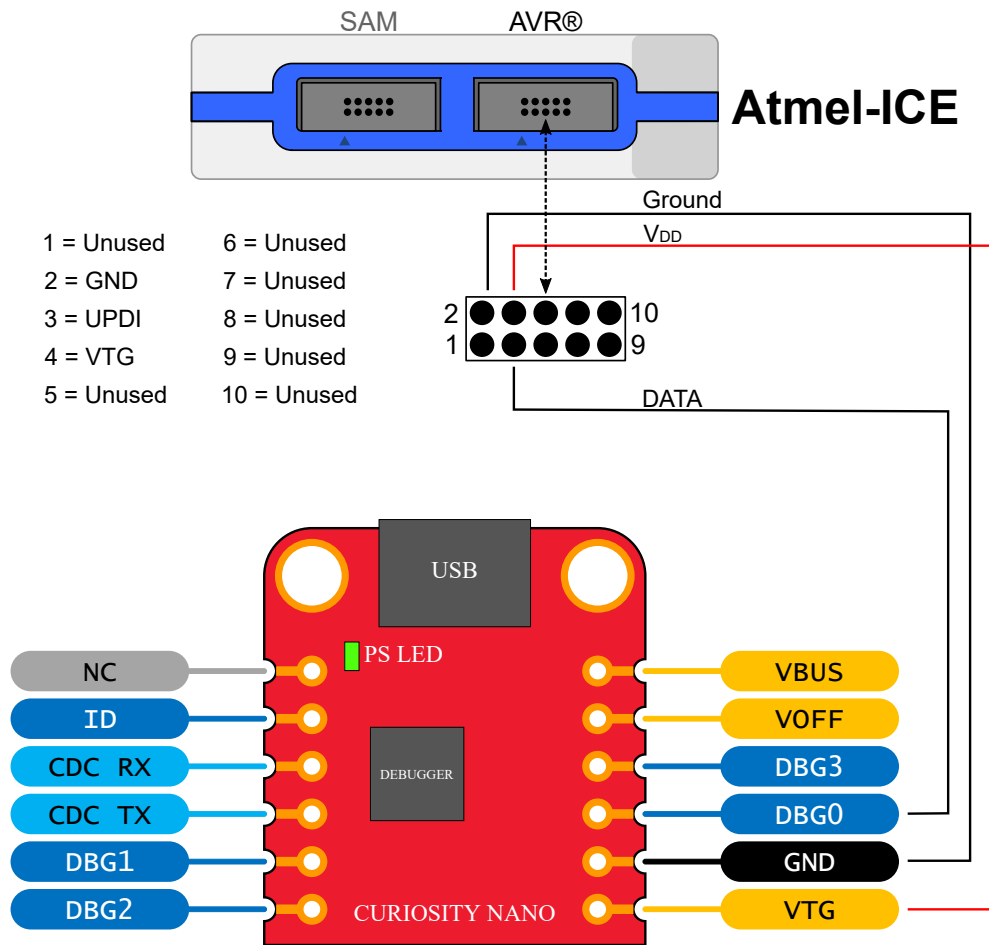 SAM
AVR®
Atmel-ICE
Ground
VDD
1 = Unused
2 = GND
3 = UPDI
4 = VTG
5 = Unused
6 = Unused
7 = Unused
8 = Unused
9 = Unused
10 = Unused
2
10
1
9
DATA
USB
PS LED
DEBUGGER
CURIOSITY NANO
NC
ID
CDC RX
CDC TX
DBG1
DBG2
VBUS
VOFF
DBG3
DBG0
GND
VTG